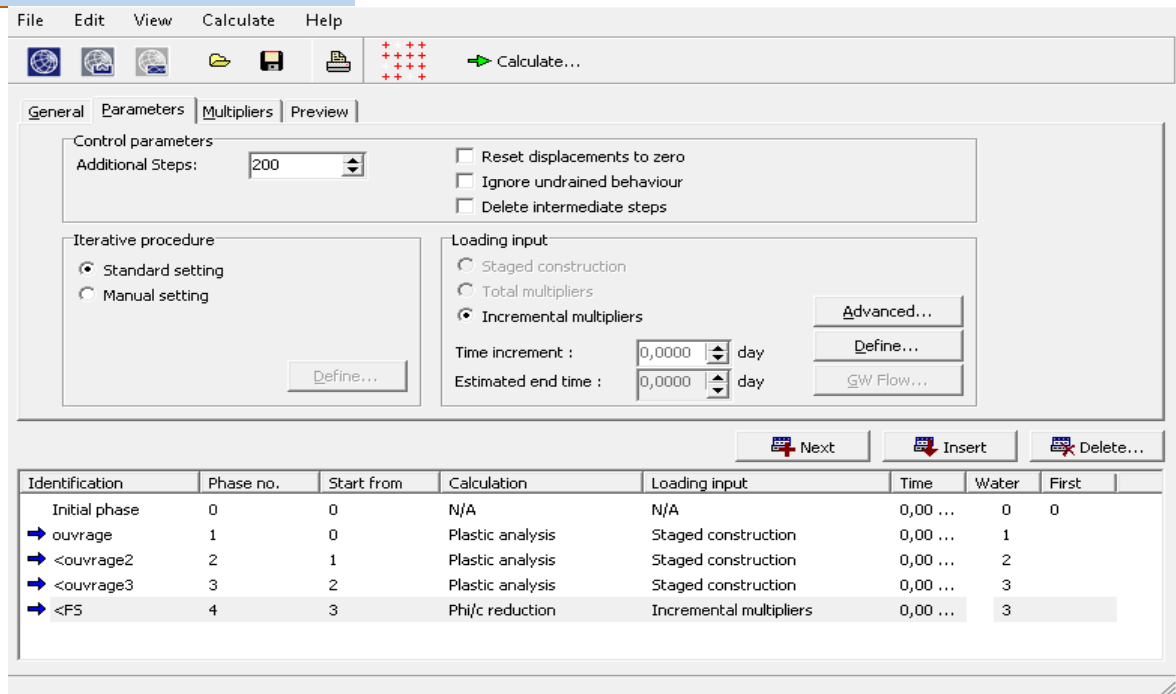 File Edit View Calculate Help
Calculate...
General Parameters Multipliers Preview
Control parameters
Additional Steps: 200
Reset displacements to zero
Ignore undrained behaviour
Delete intermediate steps
Iterative procedure
Standard setting
Manual setting
Define...
Loading input
Staged construction
Total multipliers
Incremental multipliers
Advanced...
Time increment : 0,0000 day
Define...
Estimated end time : 0,0000 day
GW Flow...
Next Insert Delete...
Identification Phase no. Start from Calculation Loading input Time Water First
Initial phase 0 0 N/A N/A 0,00 ... 0 0
ouvrage 1 0 Plastic analysis Staged construction 0,00 ... 1
<ouvrage2 2 1 Plastic analysis Staged construction 0,00 ... 2
<ouvrage3 3 2 Plastic analysis Staged construction 0,00 ... 3
<FS 4 3 Phi/c reduction Incremental multipliers 0,00 ... 3